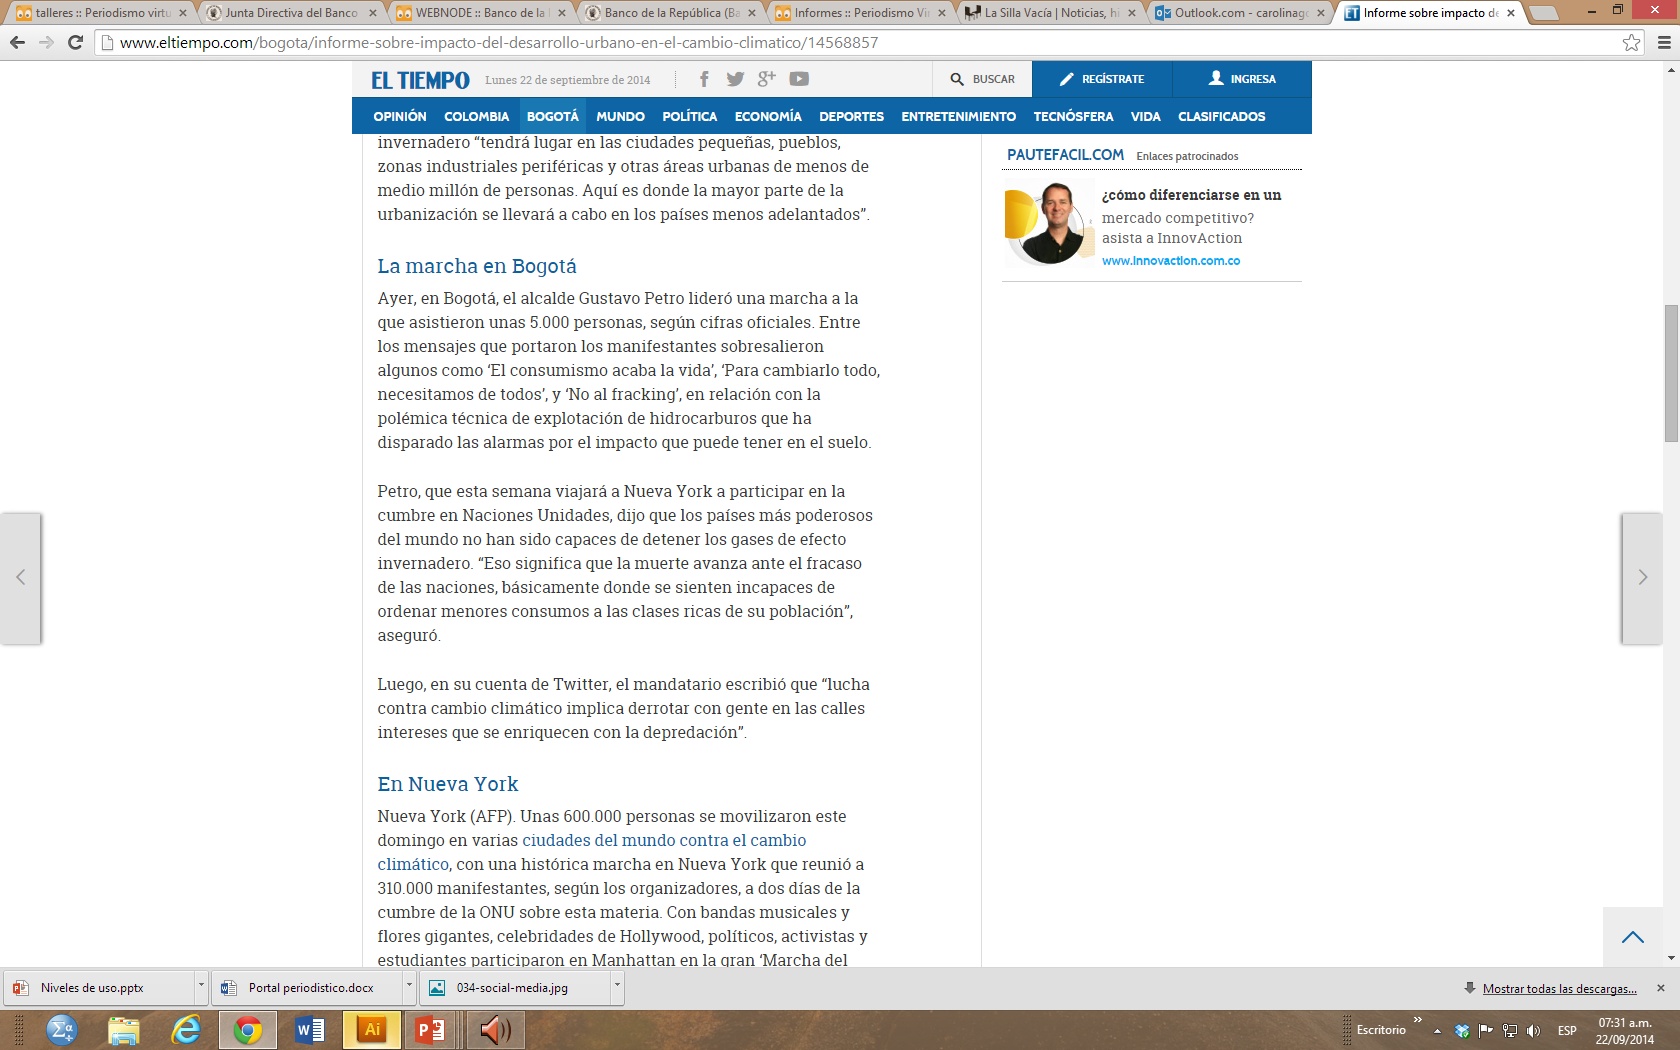 talleres :: Periodismo virtu
Junta Directiva del Banco
WEBNODE :: Banco de la
Banco de la República (Ba
Informes :: Periodismo Vir
La Silla Vacía | Noticias, hi
Outlook.com - carolinag
Informe sobre impacto de
www.eltiempo.com/bogota/informe-sobre-impacto-del-desarrollo-urbano-en-el-cambio-climatico/14568857
EL TIEMPO
Lunes 22 de septiembre de 2014
BUSCAR
REGÍSTRATE
INGRESA
OPINIÓN COLOMBIA BOGOTÁ MUNDO POLÍTICA ECONOMÍA DEPORTES ENTRETENIMIENTO TECNÓSFERA VIDA CLASIFICADOS
invernadero “tendrá lugar en las ciudades pequeñas, pueblos,
zonas industriales periféricas y otras áreas urbanas de menos de
medio millón de personas. Aquí es donde la mayor parte de la
urbanización se llevará a cabo en los países menos adelantados”.
La marcha en Bogotá
Ayer, en Bogotá, el alcalde Gustavo Petro lideró una marcha a la
que asistieron unas 5.000 personas, según cifras oficiales. Entre
los mensajes que portaron los manifestantes sobresalieron
algunos como ‘El consumismo acaba la vida’, ‘Para cambiarlo todo,
necesitamos de todos’, y ‘No al fracking’, en relación con la
polémica técnica de explotación de hidrocarburos que ha
disparado las alarmas por el impacto que puede tener en el suelo.
Petro, que esta semana viajará a Nueva York a participar en la
cumbre en Naciones Unidas, dijo que los países más poderosos
del mundo no han sido capaces de detener los gases de efecto
invernadero. “Eso significa que la muerte avanza ante el fracaso
de las naciones, básicamente donde se sienten incapaces de
ordenar menores consumos a las clases ricas de su población”,
aseguró.
Luego, en su cuenta de Twitter, el mandatario escribió que “lucha
contra cambio climático implica derrotar con gente en las calles
intereses que se enriquecen con la depredación”.
En Nueva York
Nueva York (AFP). Unas 600.000 personas se movilizaron este
domingo en varias ciudades del mundo contra el cambio
climático, con una histórica marcha en Nueva York que reunió a
310.000 manifestantes, según los organizadores, a dos días de la
cumbre de la ONU sobre esta materia. Con bandas musicales y
flores gigantes, celebridades de Hollywood, políticos, activistas y
estudiantes participaron en Manhattan en la gran ‘Marcha del
PAUTEFACIL.COM Enlaces patrocinados
¿cómo diferenciarse en un
mercado competitivo?
asista a InnovAction
www.innovaction.com.co
Niveles de uso.pptx
Portal periodistico.docx
034-social-media.jpg
Mostrar todas las descargas...
Escritorio
ESP
07:31 a.m.
22/09/2014